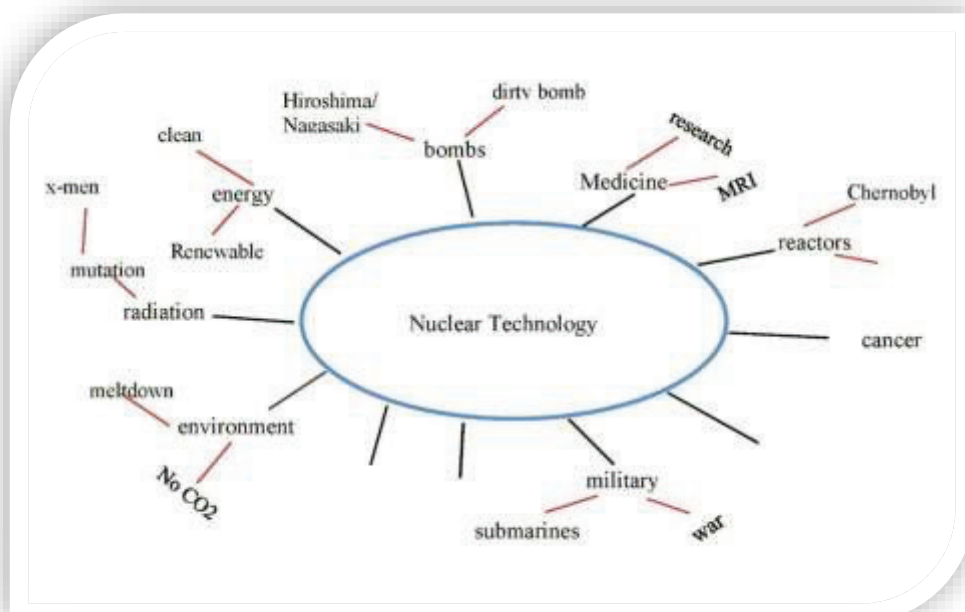 Hiroshima/
Nagasaki
dirty bomb
bombs
research
Medicine
MRI
clean
energy
Renewable
x-men
mutation
radiation
Chernobyl
reactors
Nuclear Technology
cancer
meltdown
environment
No CO2
military
submarines
war